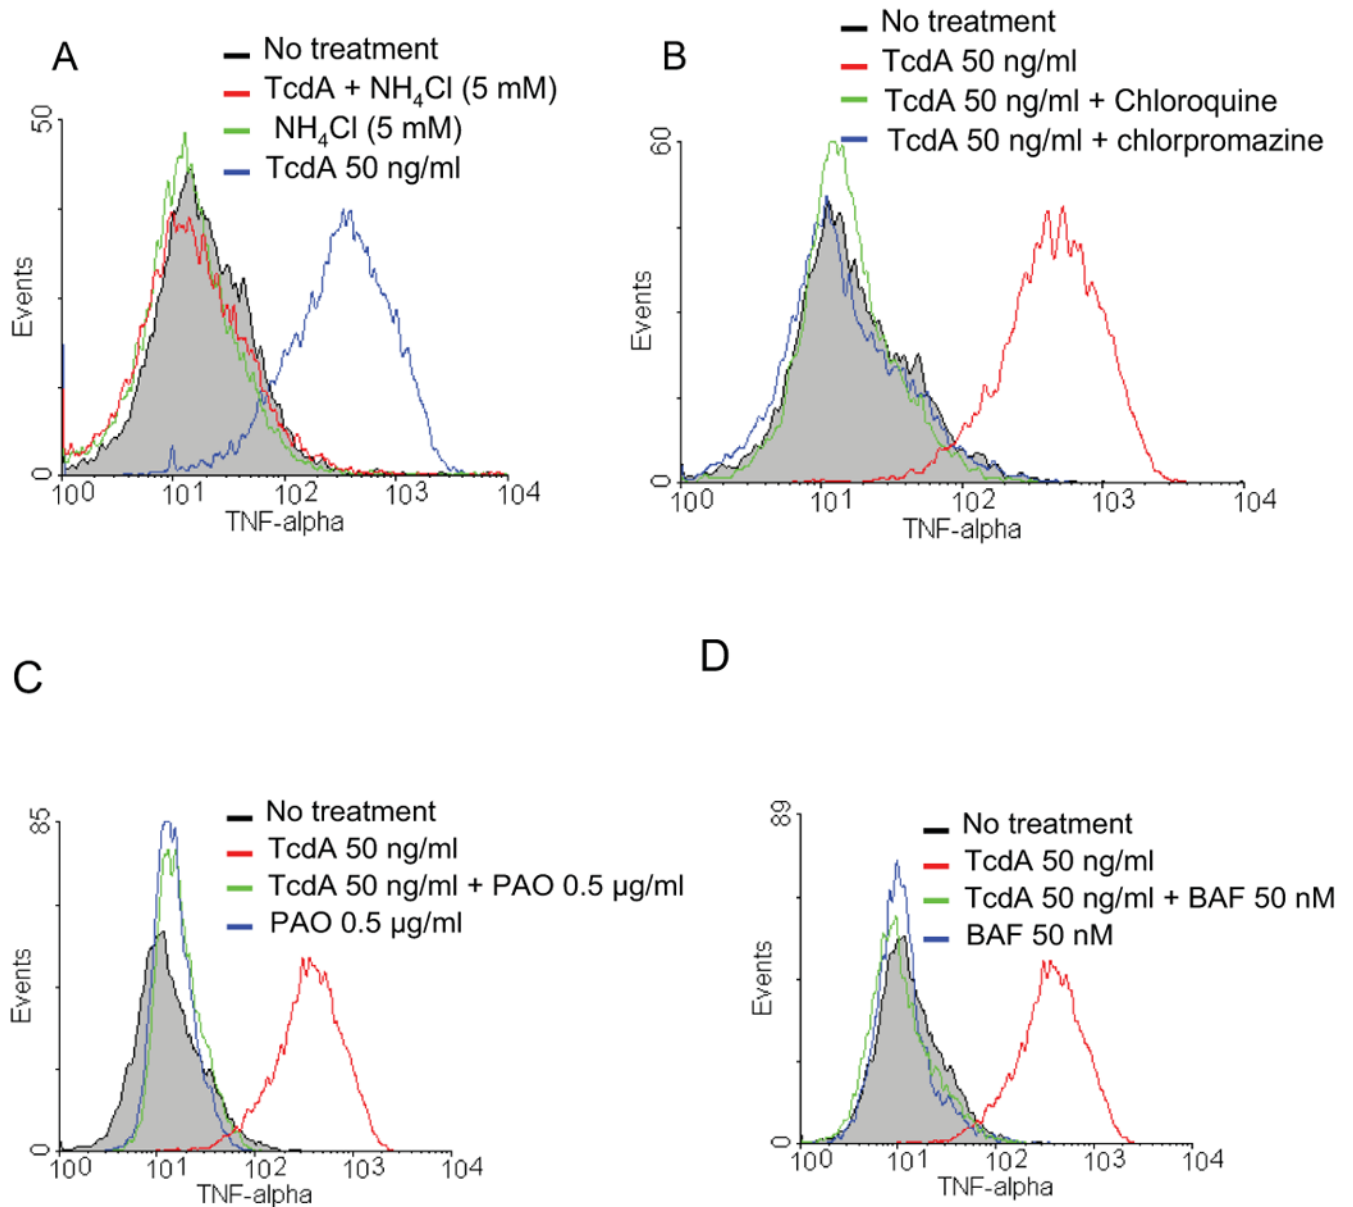 A
No treatment
TcdA + NH₄Cl (5 mM)
NH₄Cl (5 mM)
TcdA 50 ng/ml
50
Events
0
10⁰ 10¹ 10² 10³ 10⁴
TNF-alpha
B
No treatment
TcdA 50 ng/ml
TcdA 50 ng/ml + Chloroquine
TcdA 50 ng/ml + chlorpromazine
60
Events
0
10⁰ 10¹ 10² 10³ 10⁴
TNF-alpha
C
No treatment
TcdA 50 ng/ml
TcdA 50 ng/ml + PAO 0.5 µg/ml
PAO 0.5 µg/ml
85
Events
0
10⁰ 10¹ 10² 10³ 10⁴
TNF-alpha
D
No treatment
TcdA 50 ng/ml
TcdA 50 ng/ml + BAF 50 nM
BAF 50 nM
89
Events
0
10⁰ 10¹ 10² 10³ 10⁴
TNF-alpha